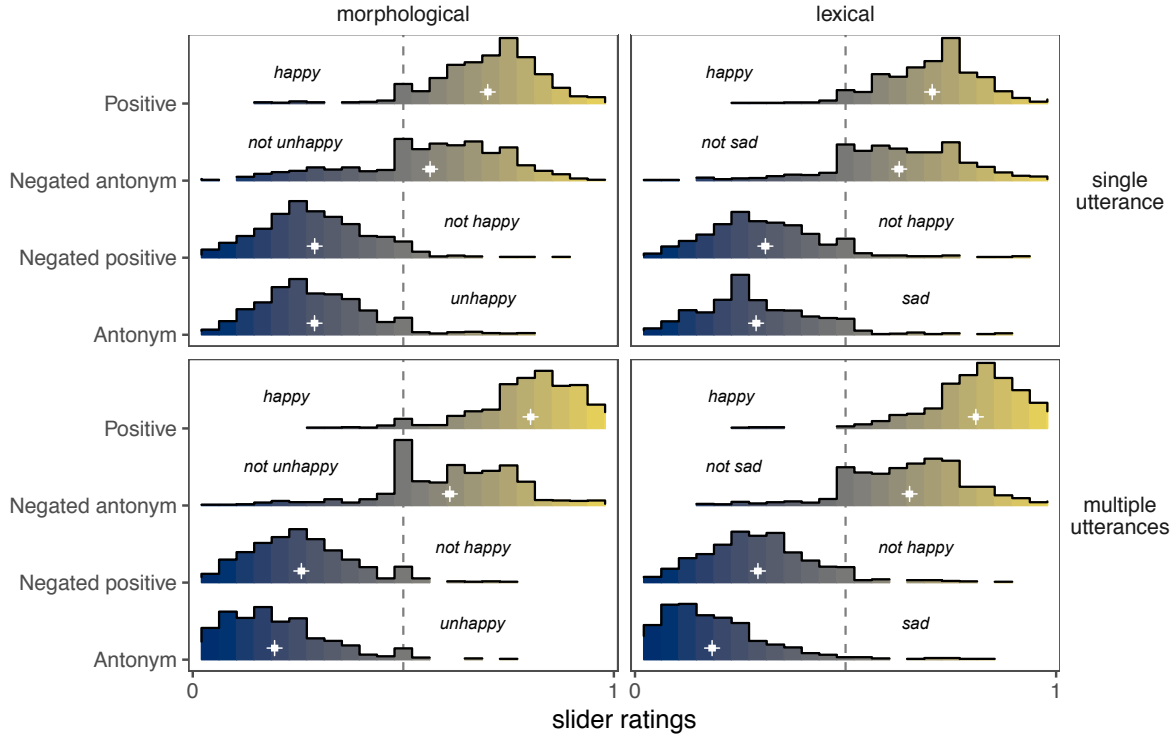 morphological
lexical
happy
happy
Positive
not unhappy
not sad
Negated antonym
single
utterance
not happy
not happy
Negated positive
unhappy
sad
Antonym
happy
happy
Positive
not unhappy
not sad
Negated antonym
multiple
utterances
not happy
not happy
Negated positive
unhappy
sad
Antonym
0
1
0
1
slider ratings